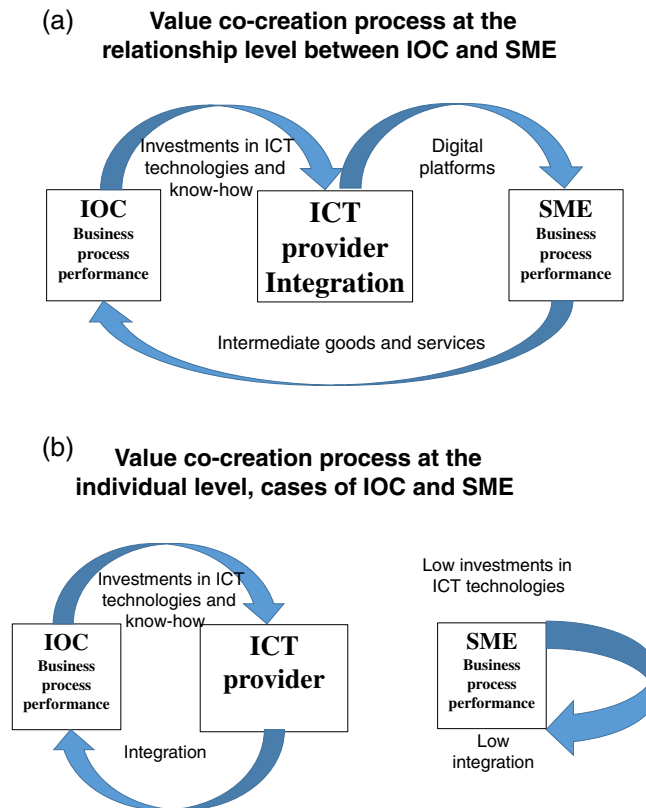 (a)
Value co-creation process at the
relationship level between IOC and SME
Investments in ICT
technologies and
know-how
Digital
platforms
IOC
Business
process
performance
ICT
provider
Integration
SME
Business
process
performance
Intermediate goods and services
(b)
Value co-creation process at the
individual level, cases of IOC and SME
Investments in ICT
technologies and
know-how
IOC
Business
process
performance
ICT
provider
Integration
Low investments in
ICT technologies
SME
Business
process
performance
Low
integration